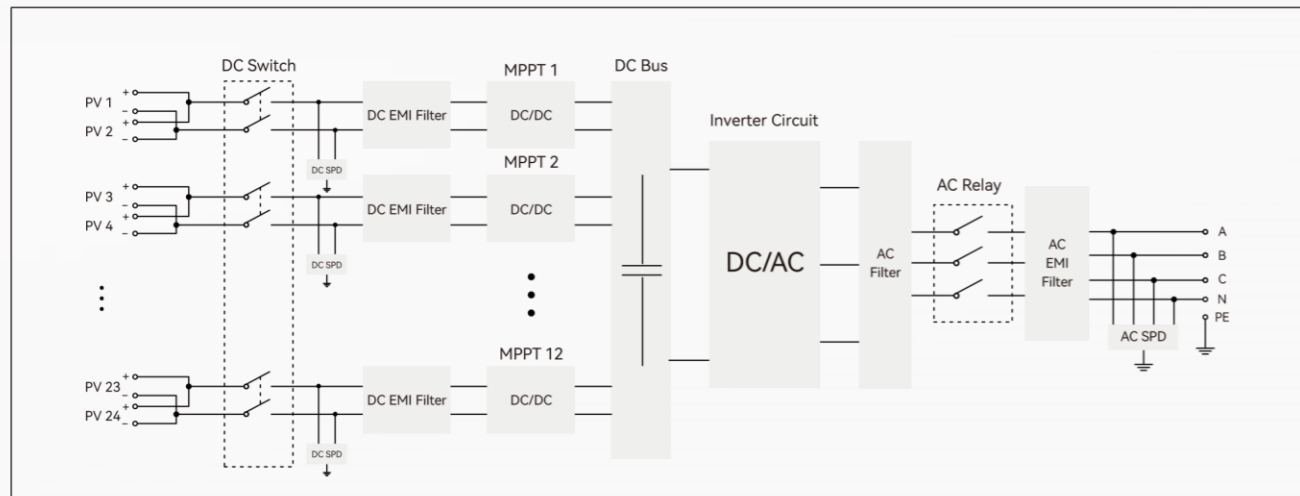 DC Switch
MPPT 1
DC Bus
PV 1
+
−
DC EMI Filter
DC/DC
PV 2
+
−
DC SPD
Inverter Circuit
MPPT 2
PV 3
+
−
DC EMI Filter
DC/DC
PV 4
+
−
DC SPD
AC Relay
DC/AC
AC
Filter
AC
EMI
Filter
A
B
C
N
PE
AC SPD
MPPT 12
PV 23
+
−
DC EMI Filter
DC/DC
PV 24
+
−
DC SPD